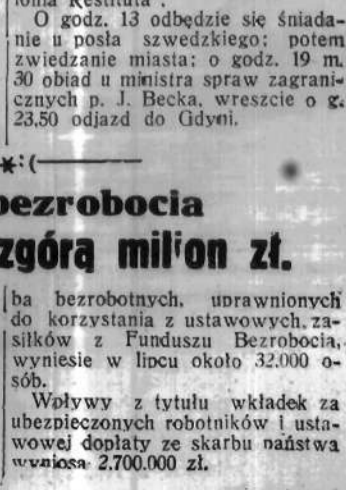 O godz. 13 odbędzie się śniada-
nie u posła szwedzkiego; potem
zwiedzanie miasta; o godz. 19 m.
30 obiad u ministra spraw zagrani-
cznych p. J. Becka, wreszcie o g.
23,50 odjazd do Gdyni.
*:(
bezrobocia
zgórą milion zł.
ba bezrobotnych, uprawnionych
do korzystania z ustawowych za-
siłków z Funduszu Bezrobocia,
wyniesie w lipcu około 32.000 o-
sób.
Wpływy z tytułu wkładek za
ubezpieczonych robotników i usta-
wowej dopłaty ze skarbu państwa
wyniosą 2.700.000 zł.